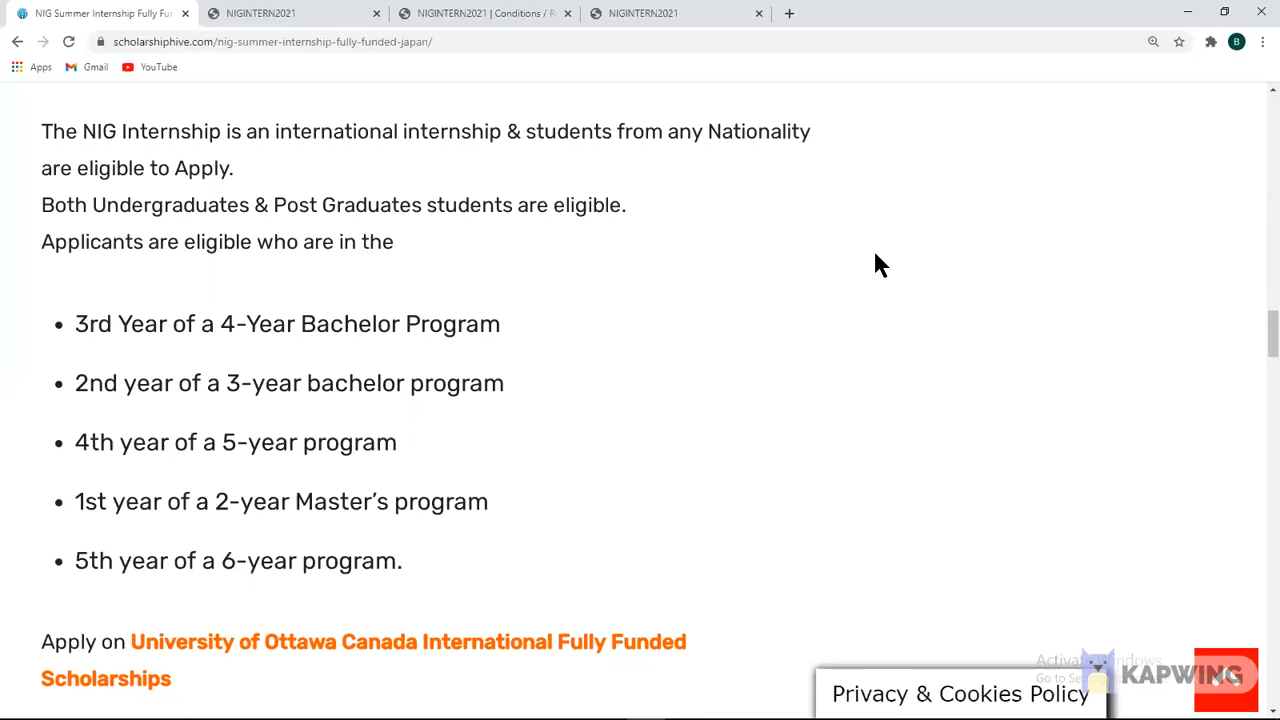 NIG Summer Internship Fully Fu
NIGINTERN2021
NIGINTERN2021 | Conditions / R
NIGINTERN2021
scholarshiphive.com/nig-summer-internship-fully-funded-japan/
B
Apps
Gmail
YouTube
The NIG Internship is an international internship & students from any Nationality
are eligible to Apply.
Both Undergraduates & Post Graduates students are eligible.
Applicants are eligible who are in the
• 3rd Year of a 4-Year Bachelor Program
• 2nd year of a 3-year bachelor program
• 4th year of a 5-year program
• 1st year of a 2-year Master’s program
• 5th year of a 6-year program.
Apply on University of Ottawa Canada International Fully Funded
Scholarships
Windows
Go to
KAPWING
Privacy & Cookies Policy